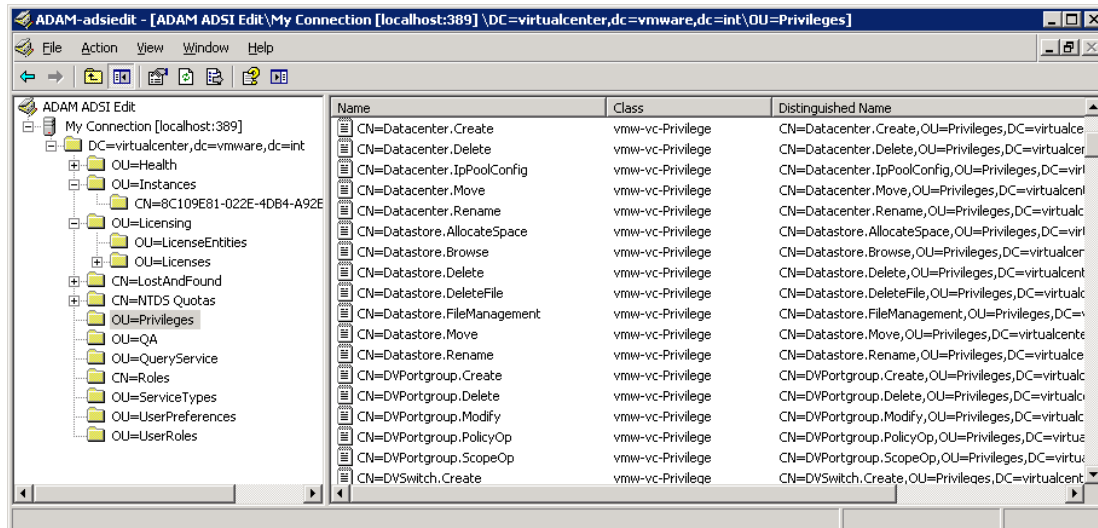 ADAM-adsiedit - [ADAM ADSI Edit\My Connection [localhost:389] \DC=virtualcenter,dc=vmware,dc=int\OU=Privileges]
File Action View Window Help
ADAM ADSI Edit
My Connection [localhost:389]
DC=virtualcenter,dc=vmware,dc=int
OU=Health
OU=Instances
CN=8C109E81-022E-4DB4-A92E
OU=Licensing
OU=LicenseEntities
OU=Licenses
CN=LostAndFound
CN=NTDS Quotas
OU=Privileges
OU=QA
OU=QueryService
CN=Roles
OU=ServiceTypes
OU=UserPreferences
OU=UserRoles
Name Class Distinguished Name
CN=Datacenter.Create vmw-vc-Privilege CN=Datacenter.Create,OU=Privileges,DC=virtualce
CN=Datacenter.Delete vmw-vc-Privilege CN=Datacenter.Delete,OU=Privileges,DC=virtualcer
CN=Datacenter.IpPoolConfig vmw-vc-Privilege CN=Datacenter.IpPoolConfig,OU=Privileges,DC=virt
CN=Datacenter.Move vmw-vc-Privilege CN=Datacenter.Move,OU=Privileges,DC=virtualcent
CN=Datacenter.Rename vmw-vc-Privilege CN=Datacenter.Rename,OU=Privileges,DC=virtualc
CN=Datastore.AllocateSpace vmw-vc-Privilege CN=Datastore.AllocateSpace,OU=Privileges,DC=virt
CN=Datastore.Browse vmw-vc-Privilege CN=Datastore.Browse,OU=Privileges,DC=virtualcer
CN=Datastore.Delete vmw-vc-Privilege CN=Datastore.Delete,OU=Privileges,DC=virtualcent
CN=Datastore.DeleteFile vmw-vc-Privilege CN=Datastore.DeleteFile,OU=Privileges,DC=virtualc
CN=Datastore.FileManagement vmw-vc-Privilege CN=Datastore.FileManagement,OU=Privileges,DC=v
CN=Datastore.Move vmw-vc-Privilege CN=Datastore.Move,OU=Privileges,DC=virtualcente
CN=Datastore.Rename vmw-vc-Privilege CN=Datastore.Rename,OU=Privileges,DC=virtualce
CN=DVPortgroup.Create vmw-vc-Privilege CN=DVPortgroup.Create,OU=Privileges,DC=virtualc
CN=DVPortgroup.Delete vmw-vc-Privilege CN=DVPortgroup.Delete,OU=Privileges,DC=virtualc
CN=DVPortgroup.Modify vmw-vc-Privilege CN=DVPortgroup.Modify,OU=Privileges,DC=virtualc
CN=DVPortgroup.PolicyOp vmw-vc-Privilege CN=DVPortgroup.PolicyOp,OU=Privileges,DC=virtua
CN=DVPortgroup.ScopeOp vmw-vc-Privilege CN=DVPortgroup.ScopeOp,OU=Privileges,DC=virtua
CN=DVSwitch.Create vmw-vc-Privilege CN=DVSwitch.Create,OU=Privileges,DC=virtualcent